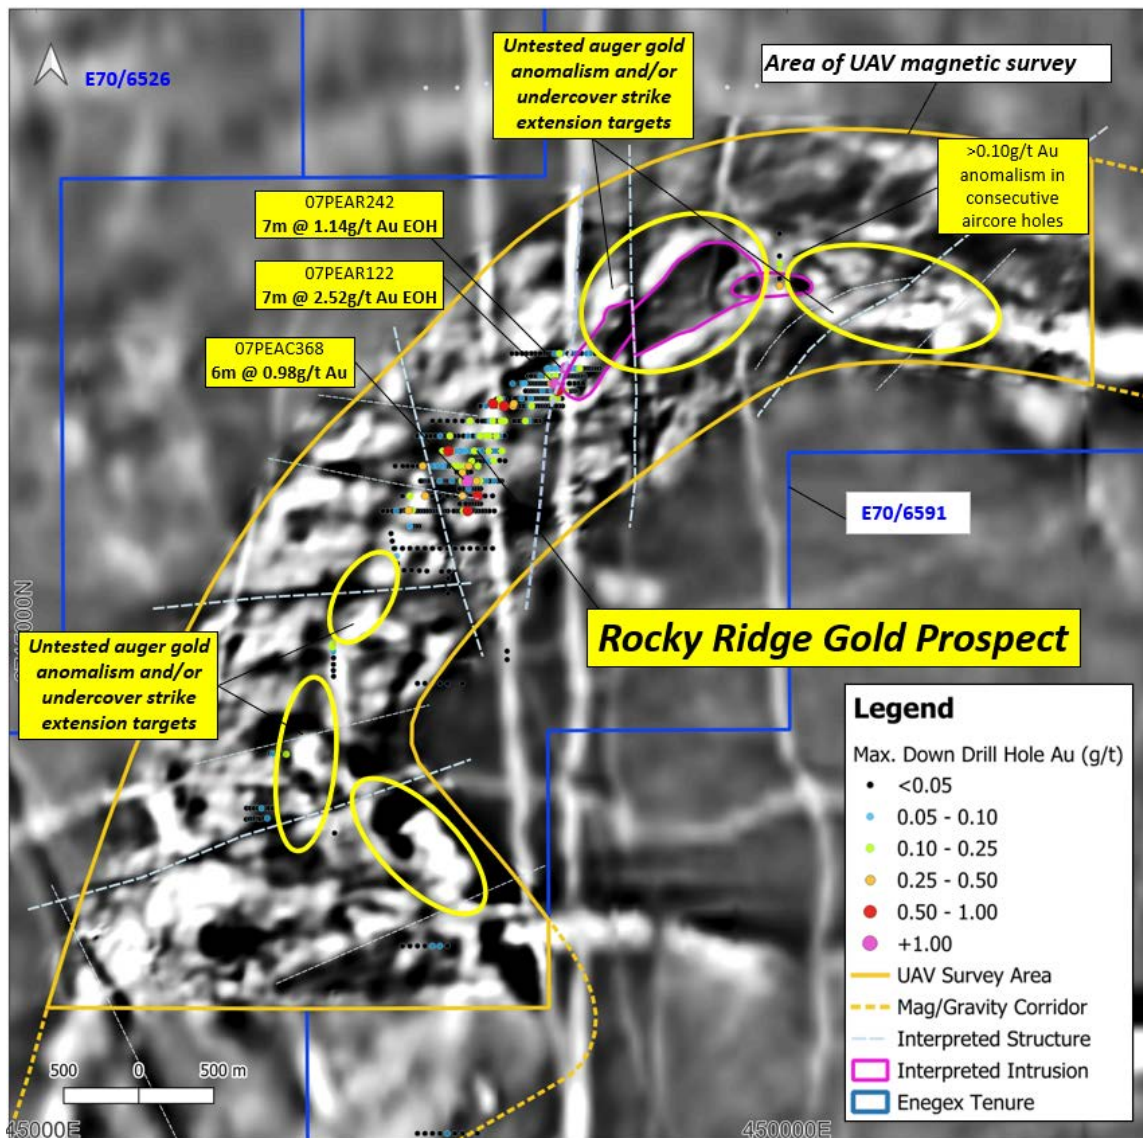 Untested auger gold
anomalism and/or
undercover strike
extension targets
Area of UAV magnetic survey
E70/6526
>0.10g/t Au
anomalism in
consecutive
aircore holes
07PEAR242
7m @ 1.14g/t Au EOH
07PEAR122
7m @ 2.52g/t Au EOH
07PEAC368
6m @ 0.98g/t Au
E70/6591
Rocky Ridge Gold Prospect
Untested auger gold
anomalism and/or
undercover strike
extension targets
Legend
Max. Down Drill Hole Au (g/t)
<0.05
0.05 - 0.10
0.10 - 0.25
0.25 - 0.50
0.50 - 1.00
+1.00
UAV Survey Area
Mag/Gravity Corridor
Interpreted Structure
Interpreted Intrusion
Enegex Tenure
500 0 500 m
45000E
450000E